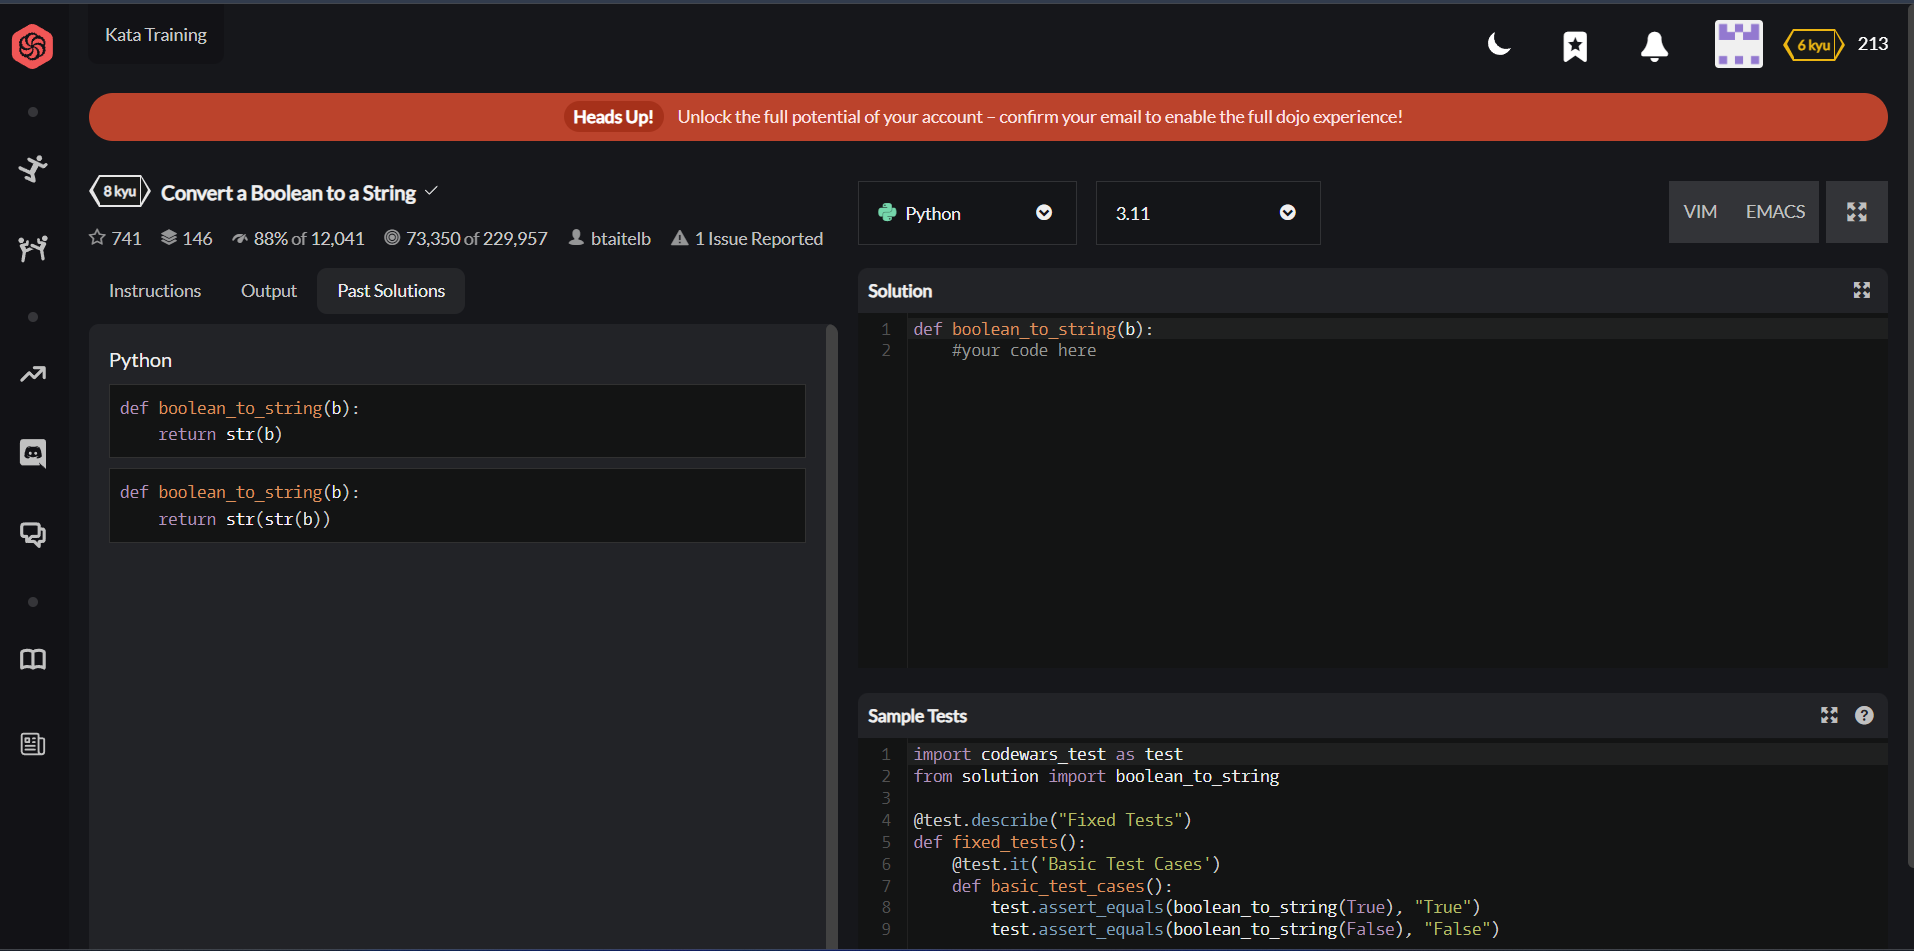 Kata Training
6 kyu 213
Heads Up! Unlock the full potential of your account – confirm your email to enable the full dojo experience!
8 kyu Convert a Boolean to a String
741 146 88% of 12,041 73,350 of 229,957 btaitelb 1 Issue Reported
Instructions Output Past Solutions
Python
def boolean_to_string(b):
    return str(b)
def boolean_to_string(b):
    return str(str(b))
Python 3.11 VIM EMACS
Solution
1 def boolean_to_string(b):
2     #your code here
Sample Tests ?
1 import codewars_test as test
2 from solution import boolean_to_string
3
4 @test.describe("Fixed Tests")
5 def fixed_tests():
6     @test.it('Basic Test Cases')
7     def basic_test_cases():
8         test.assert_equals(boolean_to_string(True), "True")
9         test.assert_equals(boolean_to_string(False), "False")